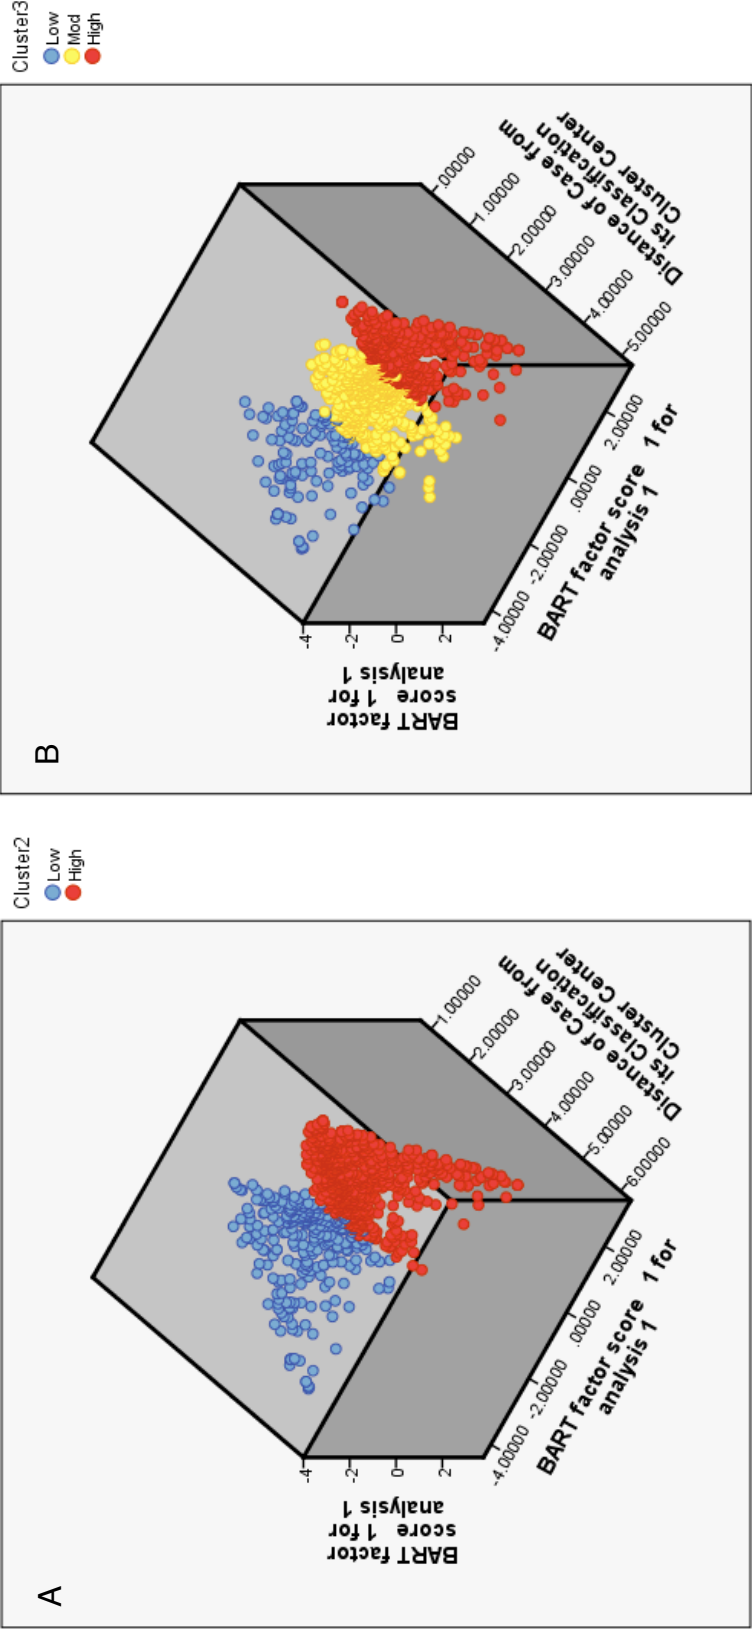 A
Cluster2
Low
High
-4
-2
0
2
BART factor
score 1 for
analysis 1
-4.00000
-2.00000
.00000
2.00000
BART factor score 1 for
analysis 1
1.00000
2.00000
3.00000
4.00000
5.00000
6.00000
Distance of Case from
its Classification
Cluster Center
B
Cluster3
Low
Mod
High
-4
-2
0
2
BART factor
score 1 for
analysis 1
-4.00000
-2.00000
.00000
2.00000
BART factor score 1 for
analysis 1
.00000
1.00000
2.00000
3.00000
4.00000
5.00000
Distance of Case from
its Classification
Cluster Center